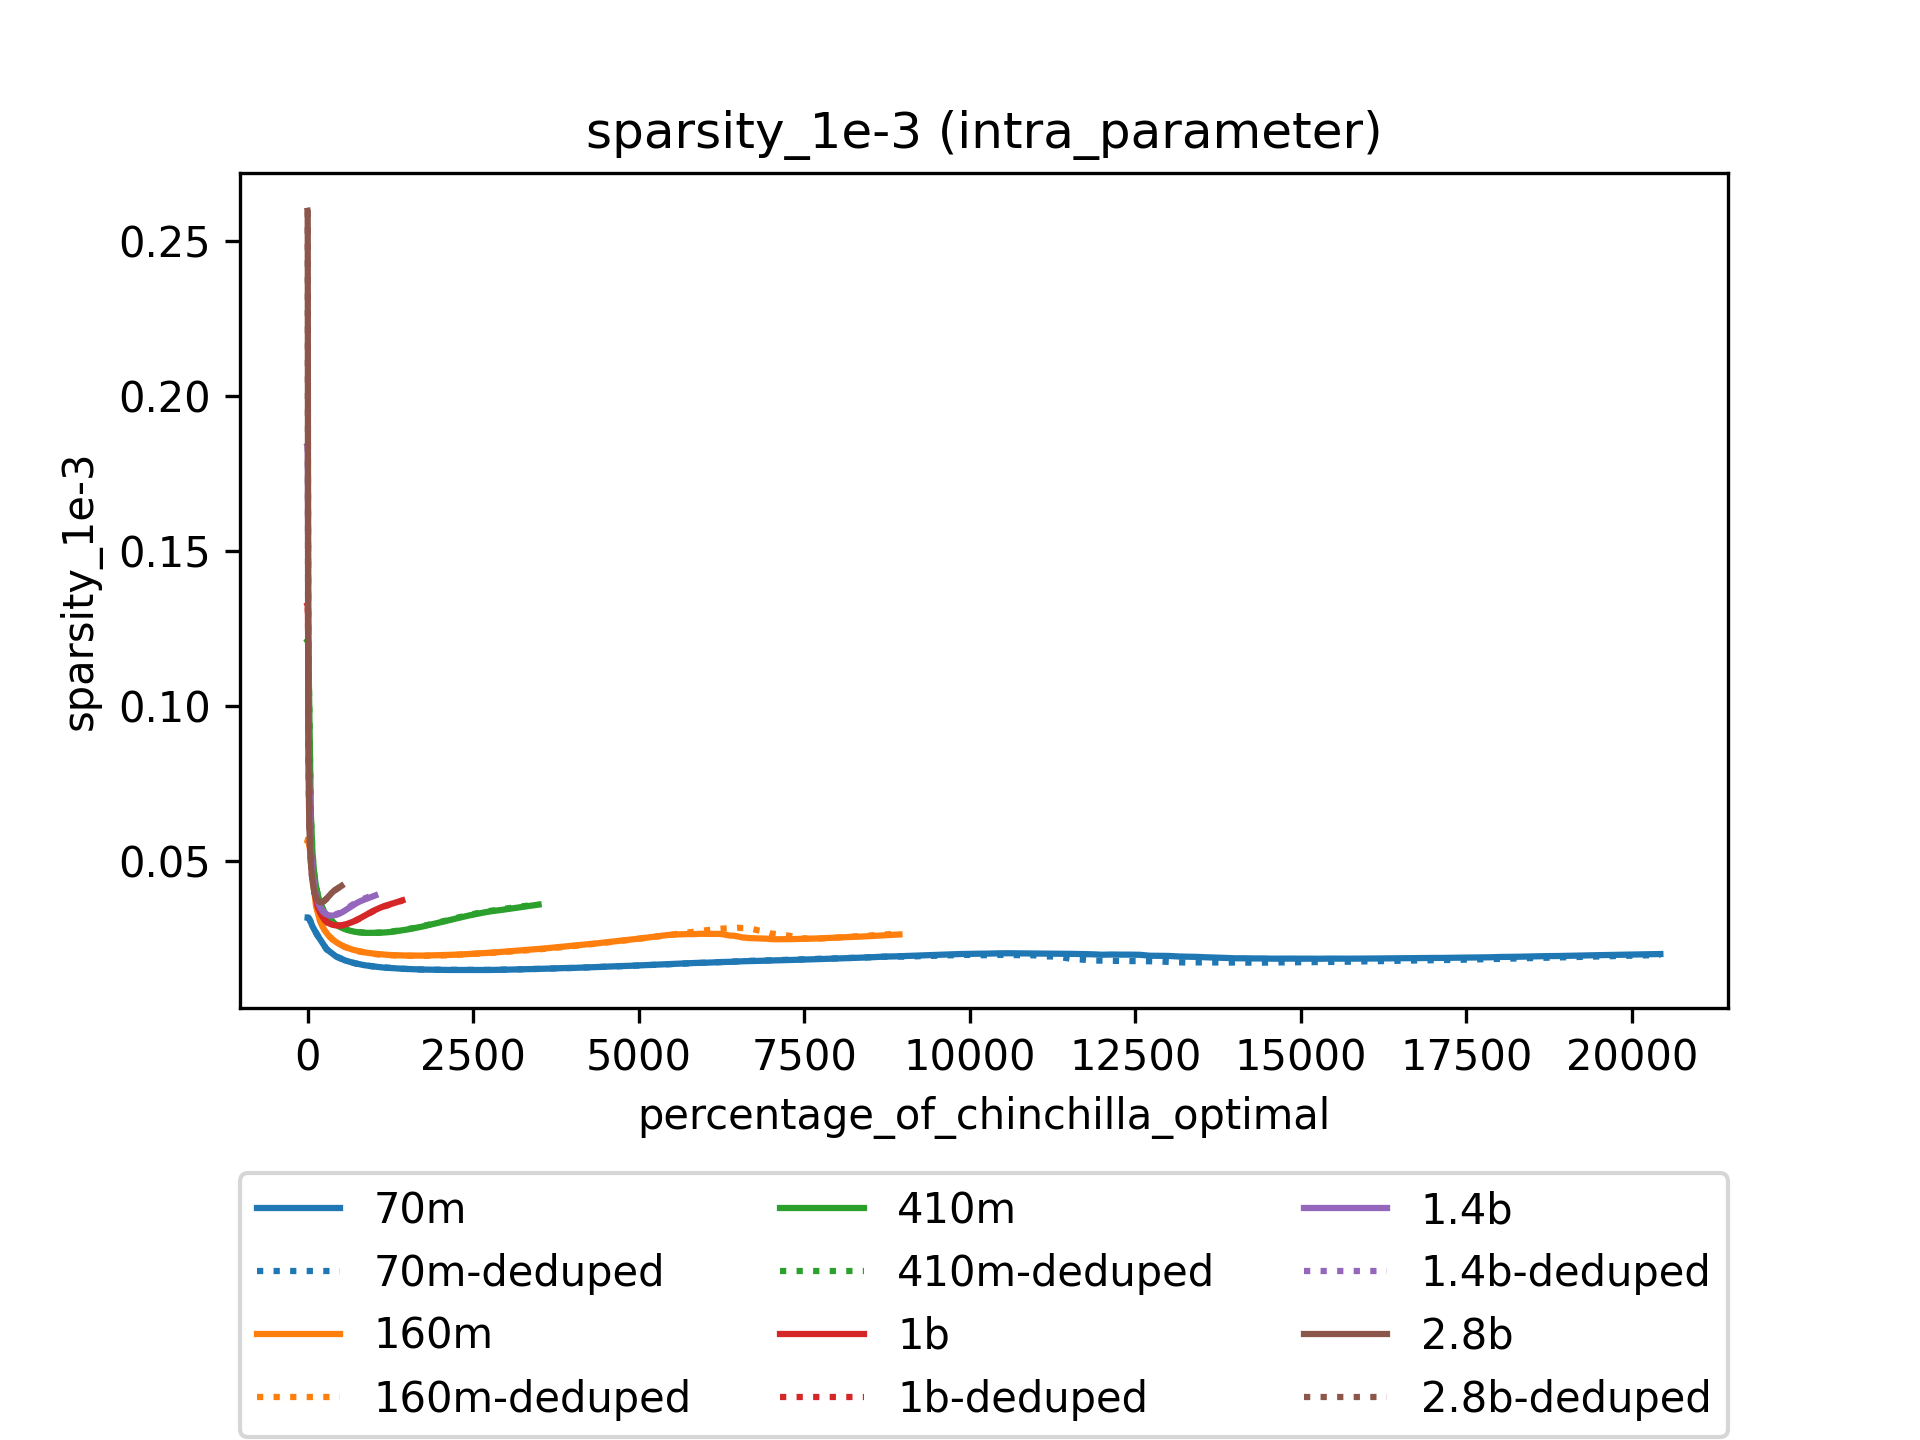 sparsity_1e-3 (intra_parameter)
sparsity_1e-3
0.25
0.20
0.15
0.10
0.05
0 2500 5000 7500 10000 12500 15000 17500 20000
percentage_of_chinchilla_optimal
70m
70m-deduped
160m
160m-deduped
410m
410m-deduped
1b
1b-deduped
1.4b
1.4b-deduped
2.8b
2.8b-deduped